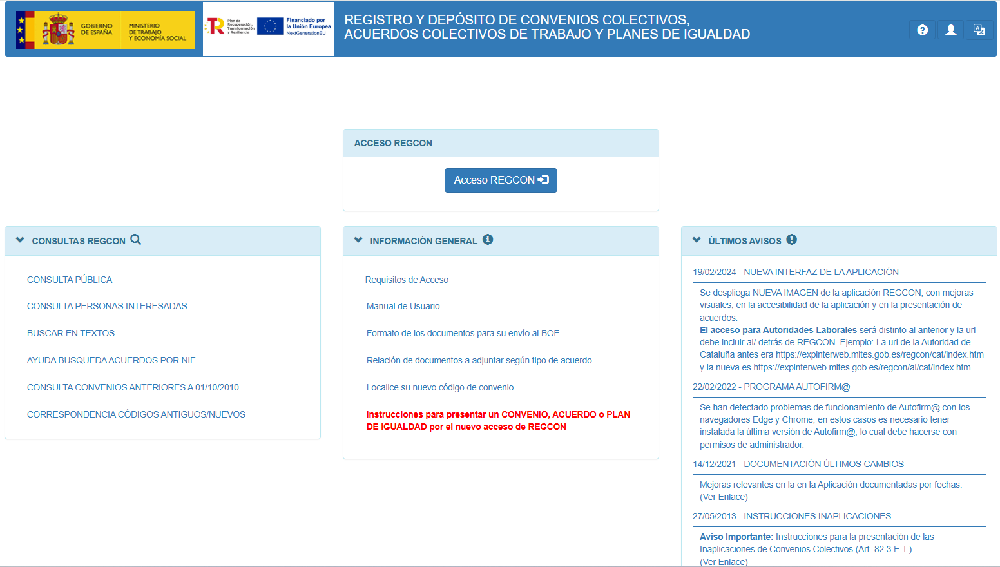 GOBIERNO
DE ESPAÑA
MINISTERIO
DE TRABAJO
Y ECONOMÍA SOCIAL
Plan de
Recuperación,
Transformación
y Resiliencia
Financiado por
la Unión Europea
NextGenerationEU
REGISTRO Y DEPÓSITO DE CONVENIOS COLECTIVOS,
ACUERDOS COLECTIVOS DE TRABAJO Y PLANES DE IGUALDAD
ACCESO REGCON
Acceso REGCON
CONSULTAS REGCON
CONSULTA PÚBLICA
CONSULTA PERSONAS INTERESADAS
BUSCAR EN TEXTOS
AYUDA BUSQUEDA ACUERDOS POR NIF
CONSULTA CONVENIOS ANTERIORES A 01/10/2010
CORRESPONDENCIA CÓDIGOS ANTIGUOS/NUEVOS
INFORMACIÓN GENERAL
Requisitos de Acceso
Manual de Usuario
Formato de los documentos para su envío al BOE
Relación de documentos a adjuntar según tipo de acuerdo
Localice su nuevo código de convenio
Instrucciones para presentar un CONVENIO, ACUERDO o PLAN
DE IGUALDAD por el nuevo acceso de REGCON
ÚLTIMOS AVISOS
19/02/2024 - NUEVA INTERFAZ DE LA APLICACIÓN
Se despliega NUEVA IMAGEN de la aplicación REGCON, con mejoras
visuales, en la accesibilidad de la aplicación y en la presentación de
acuerdos.
El acceso para Autoridades Laborales será distinto al anterior y la url
debe incluir al/ detrás de REGCON. Ejemplo: La url de la Autoridad de
Cataluña antes era https://expinterweb.mites.gob.es/regcon/cat/index.htm
y la nueva es https://expinterweb.mites.gob.es/regcon/al/cat/index.htm.
22/02/2022 - PROGRAMA AUTOFIRM@
Se han detectado problemas de funcionamiento de Autofirm@ con los
navegadores Edge y Chrome, en estos casos es necesario tener
instalada la última versión de Autofirm@, lo cual debe hacerse con
permisos de administrador.
14/12/2021 - DOCUMENTACIÓN ÚLTIMOS CAMBIOS
Mejoras relevantes en la en la Aplicación documentadas por fechas.
(Ver Enlace)
27/05/2013 - INSTRUCCIONES INAPLICACIONES
Aviso Importante: Instrucciones para la presentación de las
Inaplicaciones de Convenios Colectivos (Art. 82.3 E.T.)
(Ver Enlace)